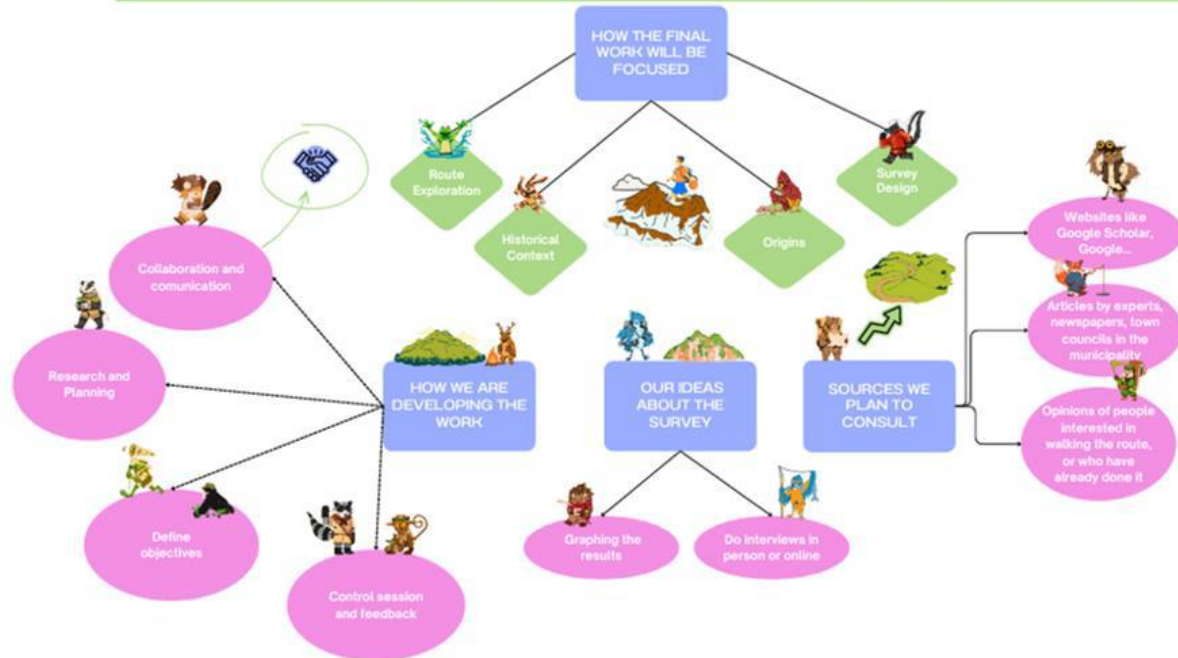 HOW THE FINAL
WORK WILL BE
FOCUSED
Route
Exploration
Historical
Context
Origins
Survey
Design
Collaboration and
comunication
Research and
Planning
Define
objectives
Control session
and feedback
HOW WE ARE
DEVELOPING THE
WORK
OUR IDEAS
ABOUT THE
SURVEY
Graphing the
results
Do interviews in
person or online
SOURCES WE
PLAN TO
CONSULT
Websites like
Google Scholar,
Google...
Articles by experts,
newspapers, town
councils in the
municipality
Opinions of people
interested in
walking the route,
or who have
already done it